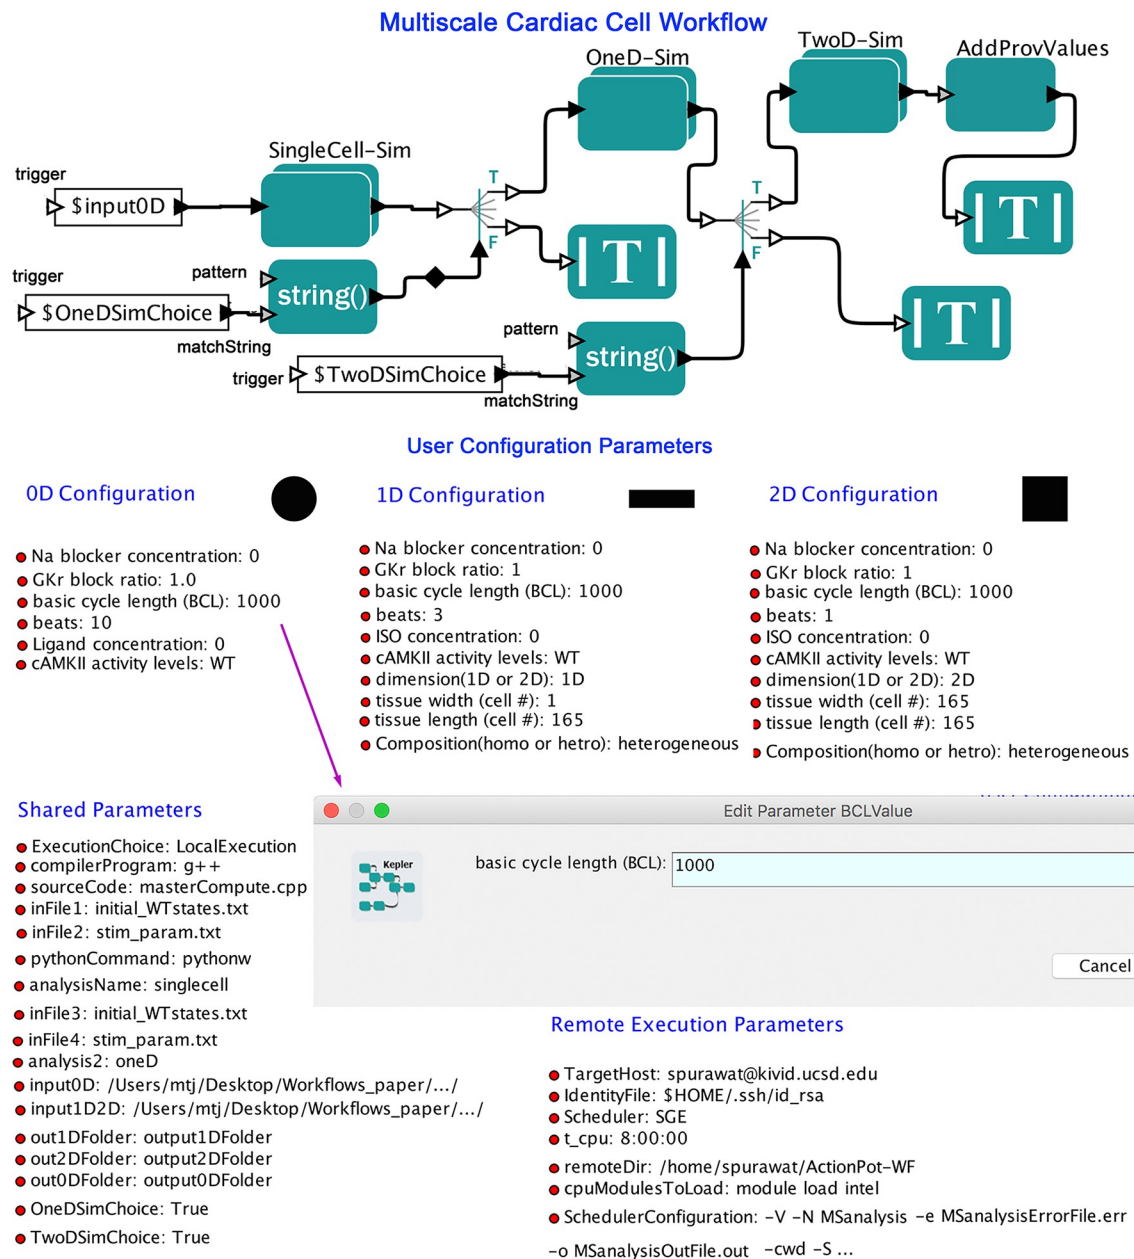 Multiscale Cardiac Cell Workflow
TwoD-Sim
AddProvValues
OneD-Sim
SingleCell-Sim
trigger
$input0D
T
F
T
F
|T|
|T|
|T|
trigger
pattern
string()
$OneDSimChoice
matchString
pattern
string()
trigger
$TwoDSimChoice
matchString
User Configuration Parameters
0D Configuration
Na blocker concentration: 0
GKr block ratio: 1.0
basic cycle length (BCL): 1000
beats: 10
Ligand concentration: 0
cAMKII activity levels: WT
1D Configuration
Na blocker concentration: 0
GKr block ratio: 1
basic cycle length (BCL): 1000
beats: 3
ISO concentration: 0
cAMKII activity levels: WT
dimension(1D or 2D): 1D
tissue width (cell #): 1
tissue length (cell #): 165
Composition(homo or hetro): heterogeneous
2D Configuration
Na blocker concentration: 0
GKr block ratio: 1
basic cycle length (BCL): 1000
beats: 1
ISO concentration: 0
cAMKII activity levels: WT
dimension(1D or 2D): 2D
tissue width (cell #): 165
tissue length (cell #): 165
Composition(homo or hetro): heterogeneous
Shared Parameters
ExecutionChoice: LocalExecution
compilerProgram: g++
sourceCode: masterCompute.cpp
inFile1: initial_WTstates.txt
inFile2: stim_param.txt
pythonCommand: pythonw
analysisName: singlecell
inFile3: initial_WTstates.txt
inFile4: stim_param.txt
analysis2: oneD
input0D: /Users/mtj/Desktop/Workflows_paper/.../
input1D2D: /Users/mtj/Desktop/Workflows_paper/.../
out1DFolder: output1DFolder
out2DFolder: output2DFolder
out0DFolder: output0DFolder
OneDSimChoice: True
TwoDSimChoice: True
Edit Parameter BCLValue
Kepler
basic cycle length (BCL): 1000
Cancel
Remote Execution Parameters
TargetHost: spurawat@kivid.ucsd.edu
IdentityFile: $HOME/.ssh/id_rsa
Scheduler: SGE
t_cpu: 8:00:00
remoteDir: /home/spurawat/ActionPot-WF
cpuModulesToLoad: module load intel
SchedulerConfiguration: -V -N MSanalysis -e MSanalysisErrorFile.err
-o MSanalysisOutFile.out -cwd -S ...